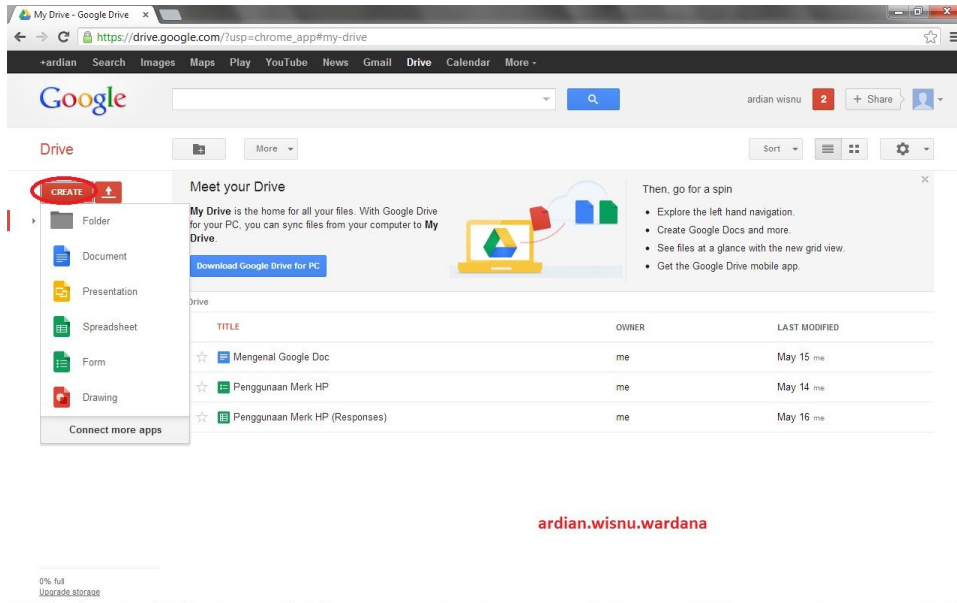 My Drive - Google Drive
https://drive.google.com/?usp=chrome_app#my-drive
+ardian Search Images Maps Play YouTube News Gmail Drive Calendar More
Google
ardian wisnu 2 + Share
Drive
More
Sort
CREATE
Folder
Document
Presentation
Spreadsheet
Form
Drawing
Connect more apps
Meet your Drive
My Drive is the home for all your files. With Google Drive
for your PC, you can sync files from your computer to My
Drive.
Download Google Drive for PC
Then, go for a spin
• Explore the left hand navigation.
• Create Google Docs and more.
• See files at a glance with the new grid view.
• Get the Google Drive mobile app.
Drive
TITLE OWNER LAST MODIFIED
Mengenal Google Doc me May 15 me
Penggunaan Merk HP me May 14 me
Penggunaan Merk HP (Responses) me May 16 me
ardian.wisnu.wardana
0% full
Upgrade storage